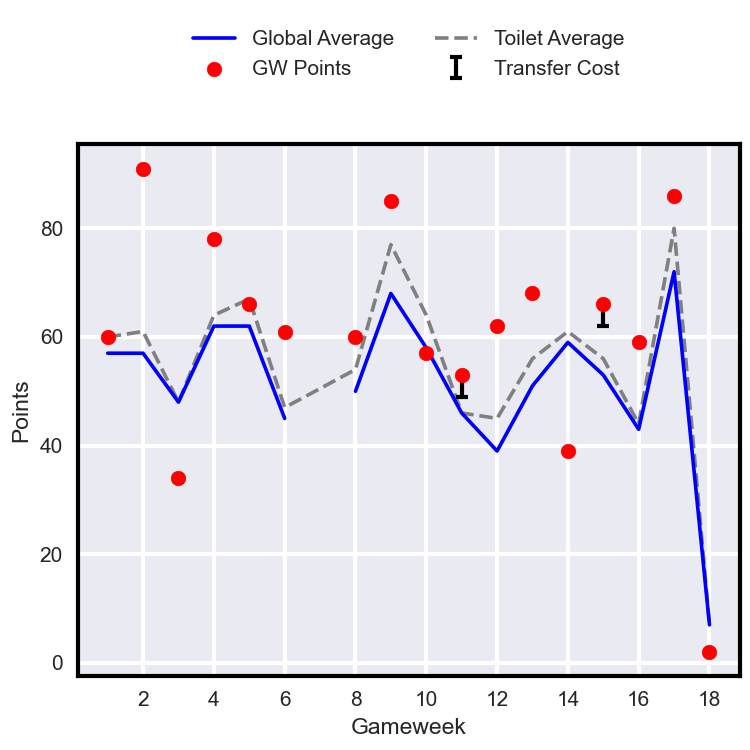 Global Average Toilet Average
GW Points Transfer Cost
80
60
40
20
0
Points
2 4 6 8 10 12 14 16 18
Gameweek